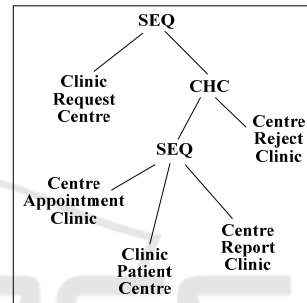 SEQ
Clinic
Request
Centre
CHC
Centre
Reject
Clinic
SEQ
Centre
Appointment
Clinic
Clinic
Patient
Centre
Centre
Report
Clinic